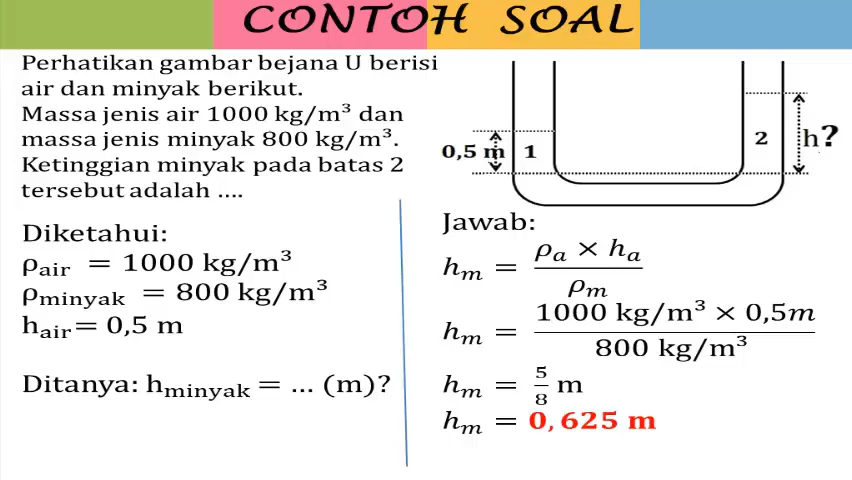 CONTOH SOAL
Perhatikan gambar bejana U berisi
air dan minyak berikut.
Massa jenis air 1000 kg/m³ dan
massa jenis minyak 800 kg/m³.
Ketinggian minyak pada batas 2
tersebut adalah ....
0,5 m
1
2
h?
Diketahui:
ρair = 1000 kg/m³
ρminyak = 800 kg/m³
hair= 0,5 m
Ditanya: hminyak = ... (m)?
Jawab:
hₘ = ρₐ × hₐ / ρₘ
hₘ = 1000 kg/m³ × 0,5m / 800 kg/m³
hₘ = 5/8 m
hₘ = 0,625 m